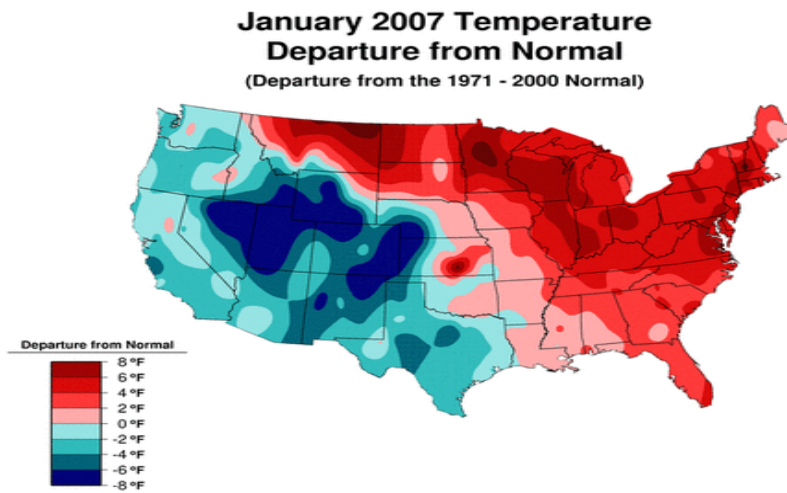 January 2007 Temperature
Departure from Normal
(Departure from the 1971 - 2000 Normal)
Departure from Normal
8 °F
6 °F
4 °F
2 °F
0 °F
-2 °F
-4 °F
-6 °F
-8 °F